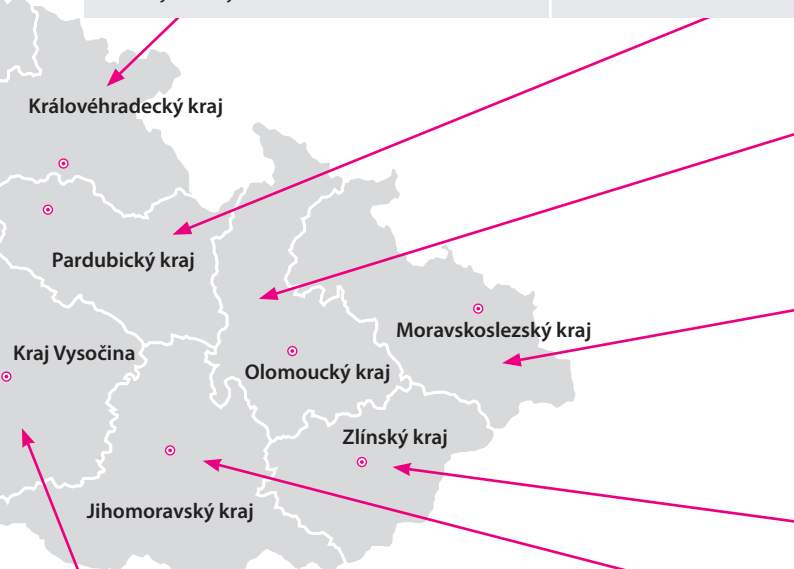 Královéhradecký kraj
Pardubický kraj
Moravskoslezský kraj
Kraj Vysočina
Olomoucký kraj
Zlínský kraj
Jihomoravský kraj